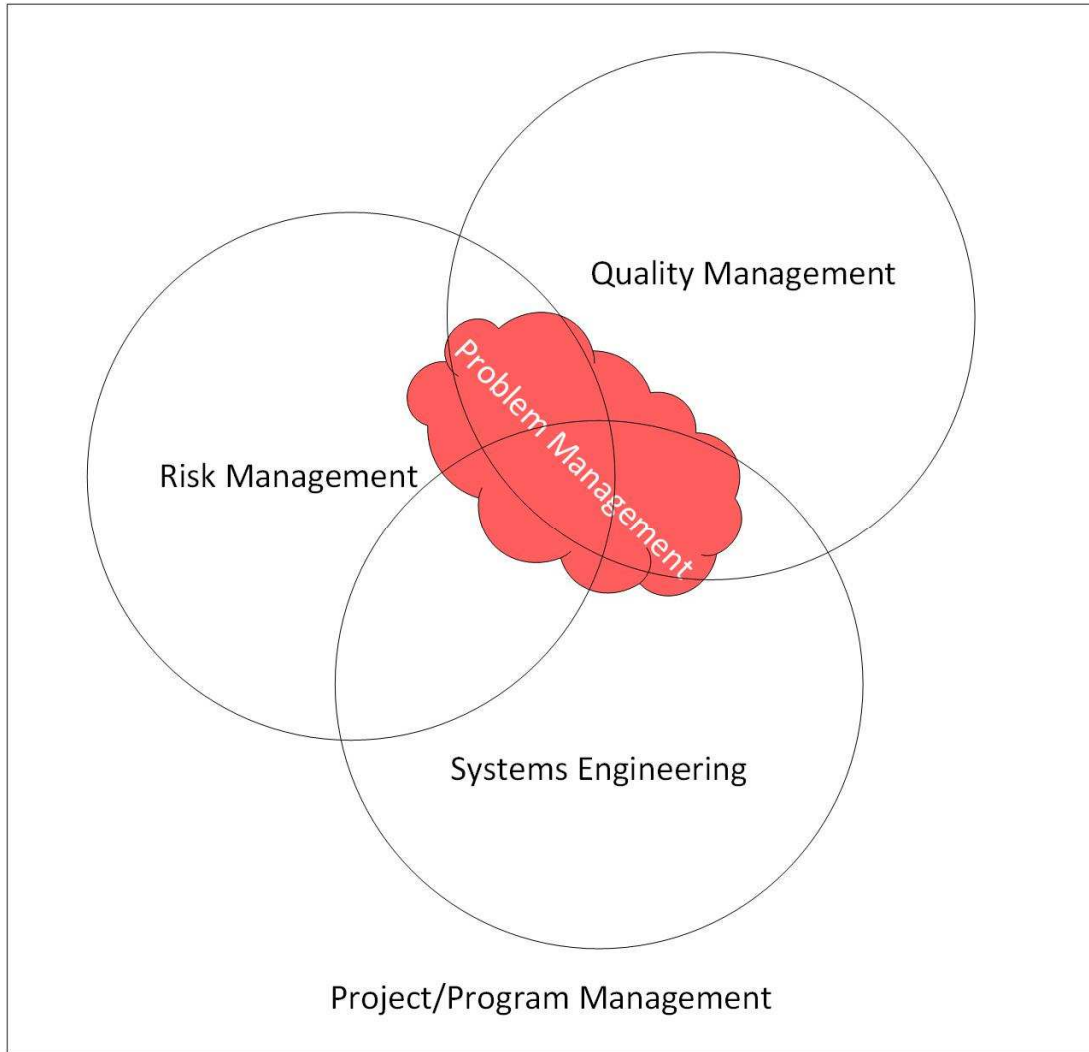 Quality Management
Problem Management
Risk Management
Systems Engineering
Project/Program Management